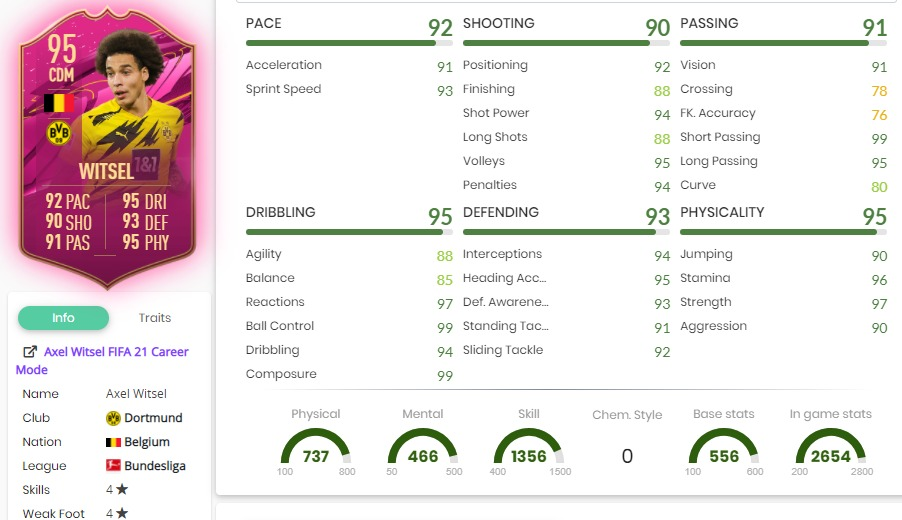 95
CDM
BVB
09
1&1
WITSEL
92 PAC 95 DRI
90 SHO 93 DEF
91 PAS 95 PHY
Info Traits
Axel Witsel FIFA 21 Career
Mode
Name Axel Witsel
Club Dortmund
Nation Belgium
League Bundesliga
Skills 4★
Weak Foot 4★
PACE 92
Acceleration 91
Sprint Speed 93
SHOOTING 90
Positioning 92
Finishing 88
Shot Power 94
Long Shots 88
Volleys 95
Penalties 94
PASSING 91
Vision 91
Crossing 78
FK. Accuracy 76
Short Passing 99
Long Passing 95
Curve 80
DRIBBLING 95
Agility 88
Balance 85
Reactions 97
Ball Control 99
Dribbling 94
Composure 99
DEFENDING 93
Interceptions 94
Heading Acc... 95
Def. Awarene... 93
Standing Tac... 91
Sliding Tackle 92
PHYSICALITY 95
Jumping 90
Stamina 96
Strength 97
Aggression 90
Physical
737
100 800
Mental
466
50 500
Skill
1356
400 1500
Chem. Style
0
Base stats
556
100 600
In game stats
2654
200 2800